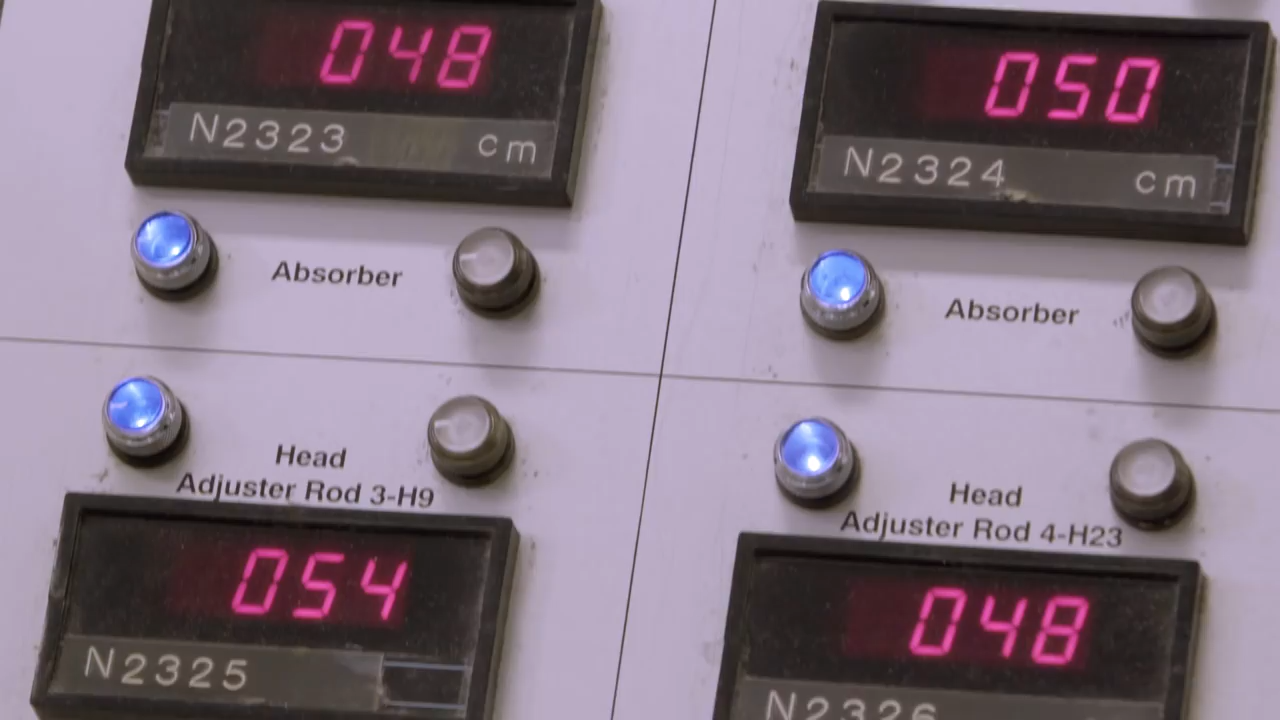 048
N2323 cm
Absorber
050
N2324 cm
Absorber
Head
Adjuster Rod 3-H9
054
N2325
Head
Adjuster Rod 4-H23
048
N2326